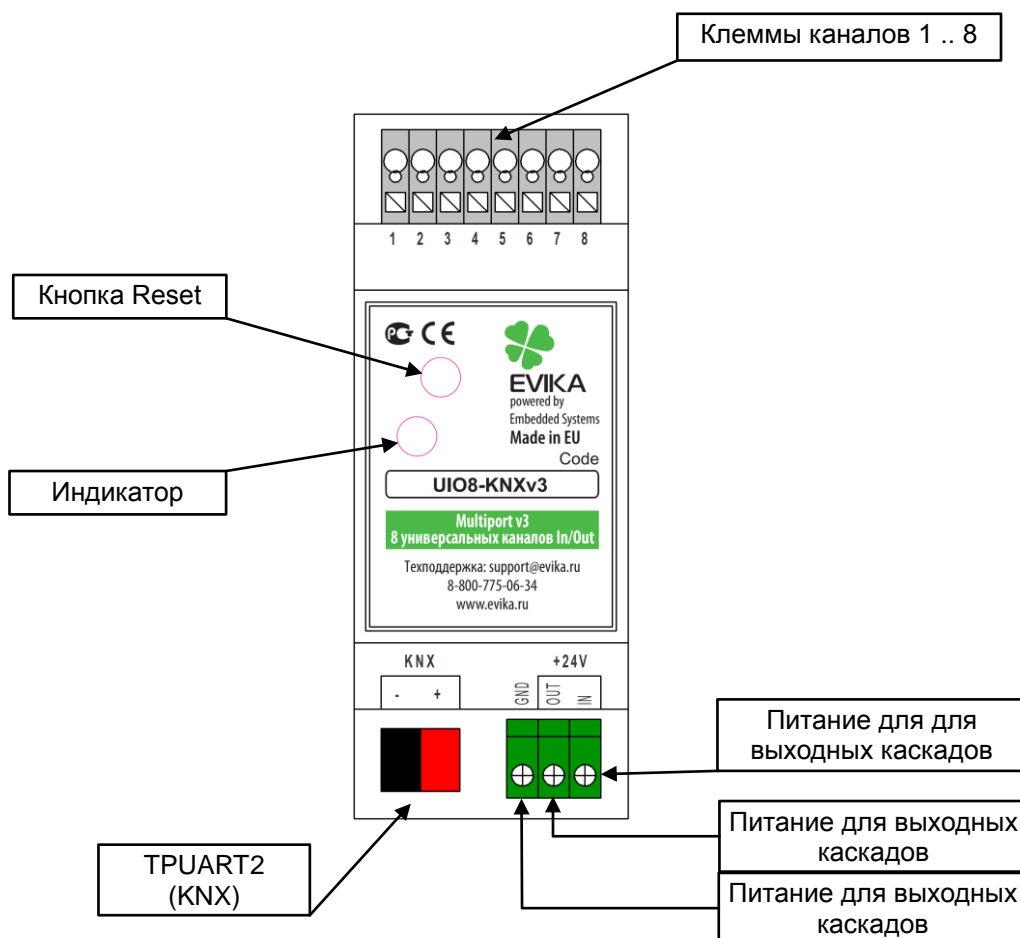 Клеммы каналов 1 .. 8
1 2 3 4 5 6 7 8
Кнопка Reset
РСТ CE
EVIKA
powered by
Embedded Systems
Made in EU
Code
Индикатор
UIO8-KNXv3
Multiport v3
8 универсальных каналов In/Out
Техподдержка: support@evika.ru
8-800-775-06-34
www.evika.ru
KNX
+24V
- +
GND
OUT
IN
Питание для для
выходных каскадов
Питание для выходных
каскадов
TPUART2
(KNX)
Питание для выходных
каскадов